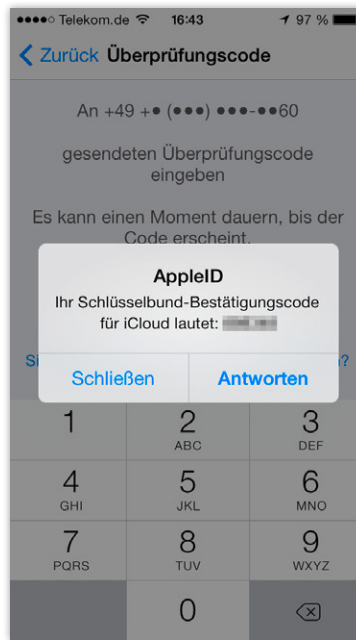 Telekom.de 16:43 97 %
Zurück Überprüfungscode
An +49 +• (•••) •••-••60
gesendeten Überprüfungscode
eingeben
Es kann einen Moment dauern, bis der
Code erscheint.
AppleID
Ihr Schlüsselbund-Bestätigungscode
für iCloud lautet:
Schließen Antworten
1 2 3
ABC DEF
4 5 6
GHI JKL MNO
7 8 9
PQRS TUV WXYZ
0